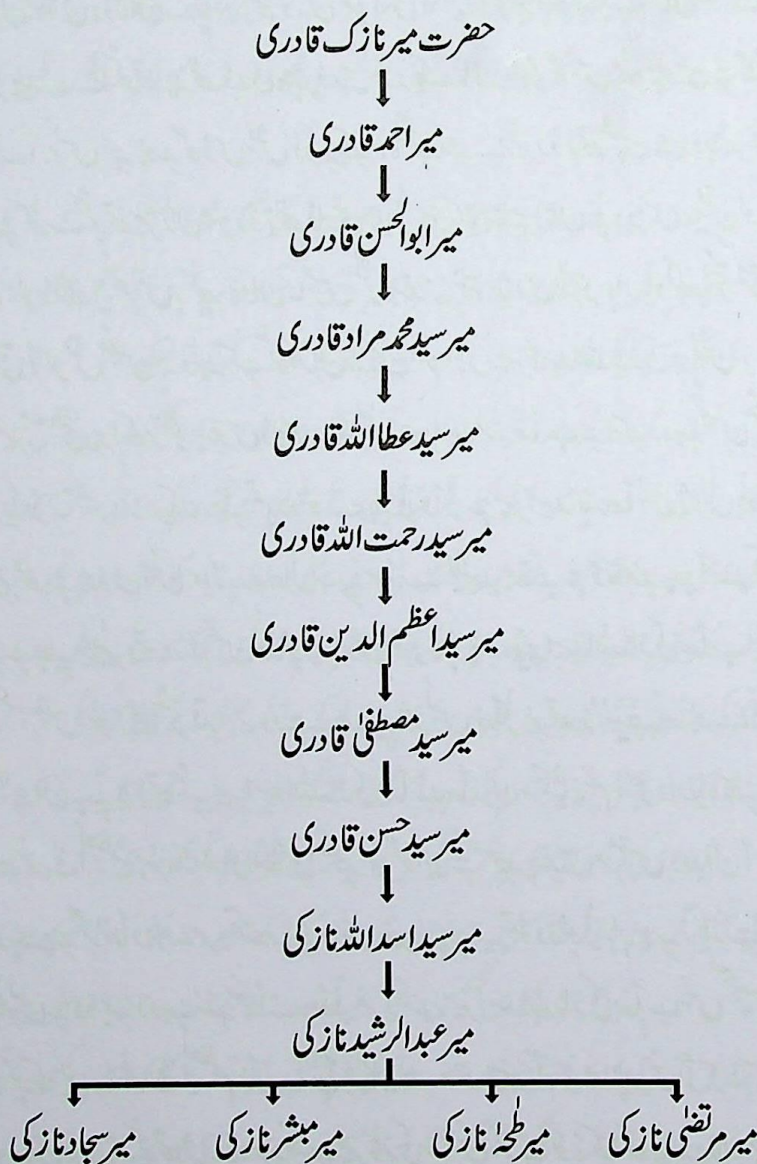 حضرت میر نازک قادری
میر احمد قادری
میر ابوالحسن قادری
میر سید محمد مراد قادری
میر سید عطا اللہ قادری
میر سید رحمت اللہ قادری
میر سید اعظم الدین قادری
میر سید مصطفیٰ قادری
میر سید حسن قادری
میر سید اسد اللہ نازکی
میر عبدالرشید نازکی
میر مرتضیٰ نازکی میر طٰحہٰ نازکی میر مبشر نازکی میر سجاد نازکی